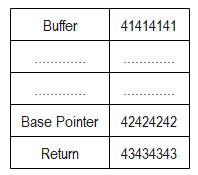 Buffer 41414141
............. .............
............. .............
Base Pointer 42424242
Return 43434343